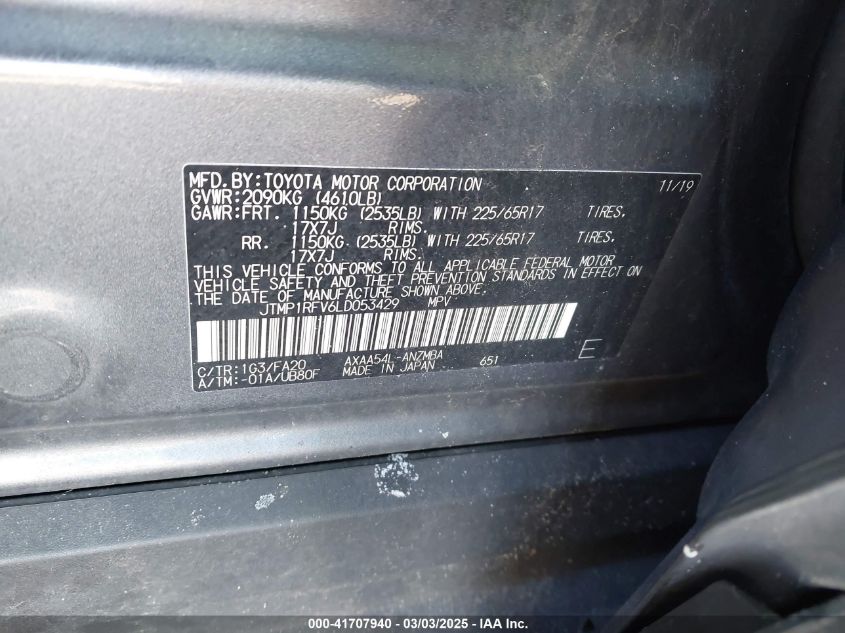 MFD. BY: TOYOTA MOTOR CORPORATION 11/19
GVWR: 2090KG (4610LB)
GAWR: FRT. 1150KG (2535LB) WITH 225/65R17 TIRES,
17X7J RIMS.
RR. 1150KG (2535LB) WITH 225/65R17 TIRES,
17X7J RIMS.
THIS VEHICLE CONFORMS TO ALL APPLICABLE FEDERAL MOTOR
VEHICLE SAFETY AND THEFT PREVENTION STANDARDS IN EFFECT ON
THE DATE OF MANUFACTURE SHOWN ABOVE.
JTMP1RFV6LD053429 MPV
C/TR: 1G3/FA20 AXAA54L-ANZMBA 651 E
A/TM: -01A/UB80F MADE IN JAPAN
000-41707940 - 03/03/2025 - IAA Inc.